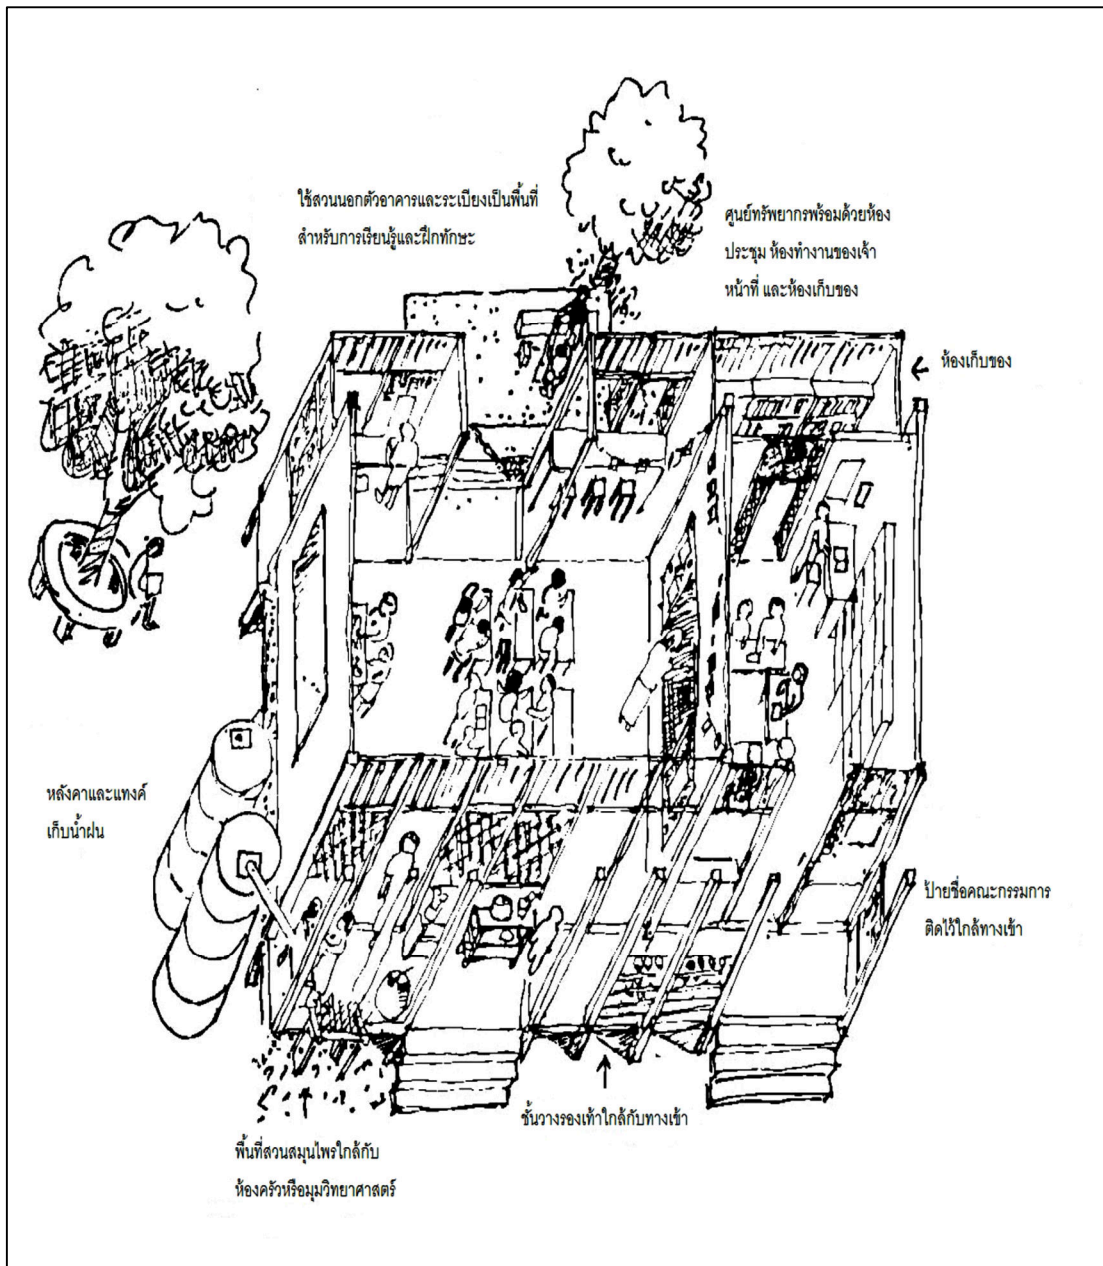 ใช้สวนนอกตัวอาคารและระเบียงเป็นพื้นที่
สำหรับการเรียนรู้และฝึกทักษะ
ศูนย์ทรัพยากรพร้อมด้วยห้อง
ประชุม ห้องทำงานของเจ้า
หน้าที่ และห้องเก็บของ
ห้องเก็บของ
หลังคาและแทงค์
เก็บน้ำฝน
ป้ายชื่อคณะกรรมการ
ติดไว้ใกล้ทางเข้า
ชั้นวางรองเท้าใกล้กับทางเข้า
พื้นที่สวนสมุนไพรใกล้กับ
ห้องครัวหรือมุมวิทยาศาสตร์